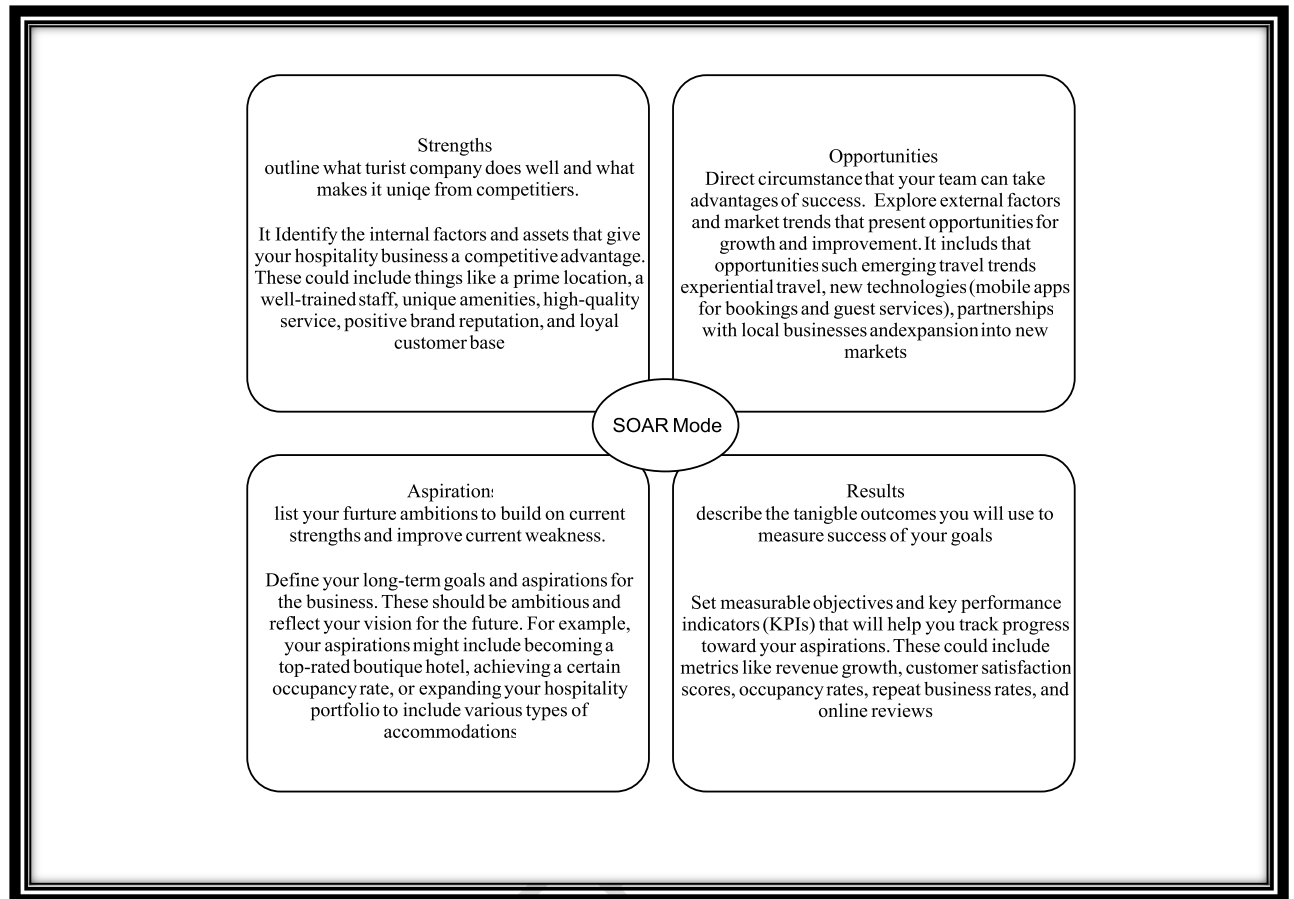 Strengths
outline what turist company does well and what
makes it uniqe from competitiers.
It Identify the internal factors and assets that give
your hospitality business a competitive advantage.
These could include things like a prime location, a
well-trained staff, unique amenities, high-quality
service, positive brand reputation, and loyal
customer base
Opportunities
Direct circumstance that your team can take
advantages of success. Explore external factors
and market trends that present opportunities for
growth and improvement. It includs that
opportunities such emerging travel trends
experiential travel, new technologies (mobile apps
for bookings and guest services), partnerships
with local businesses andexpansion into new
markets
SOAR Mode
Aspirations
list your furture ambitions to build on current
strengths and improve current weakness.
Define your long-term goals and aspirations for
the business. These should be ambitious and
reflect your vision for the future. For example,
your aspirations might include becoming a
top-rated boutique hotel, achieving a certain
occupancy rate, or expanding your hospitality
portfolio to include various types of
accommodations
Results
describe the tanigble outcomes you will use to
measure success of your goals
Set measurable objectives and key performance
indicators (KPIs) that will help you track progress
toward your aspirations. These could include
metrics like revenue growth, customer satisfaction
scores, occupancy rates, repeat business rates, and
online reviews